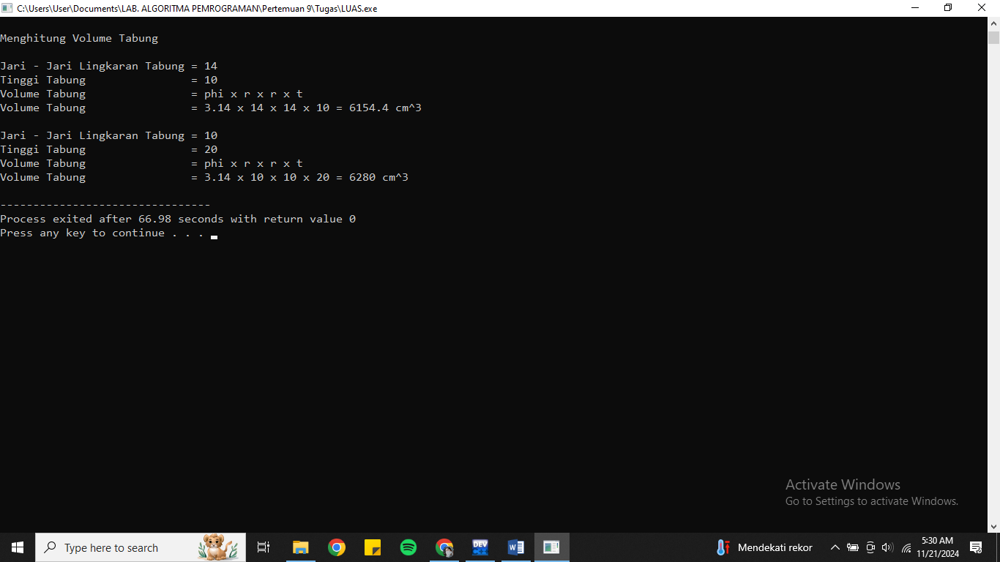 C:\Users\User\Documents\LAB. ALGORITMA PEMROGRAMAN\Pertemuan 9\Tugas\LUAS.exe
Menghitung Volume Tabung
Jari - Jari Lingkaran Tabung = 14
Tinggi Tabung                = 10
Volume Tabung                = phi x r x r x t
Volume Tabung                = 3.14 x 14 x 14 x 10 = 6154.4 cm^3
Jari - Jari Lingkaran Tabung = 10
Tinggi Tabung                = 20
Volume Tabung                = phi x r x r x t
Volume Tabung                = 3.14 x 10 x 10 x 20 = 6280 cm^3
--------------------------------
Process exited after 66.98 seconds with return value 0
Press any key to continue . . .
Activate Windows
Go to Settings to activate Windows.
Type here to search
DEV
W
Mendekati rekor
5:30 AM
11/21/2024